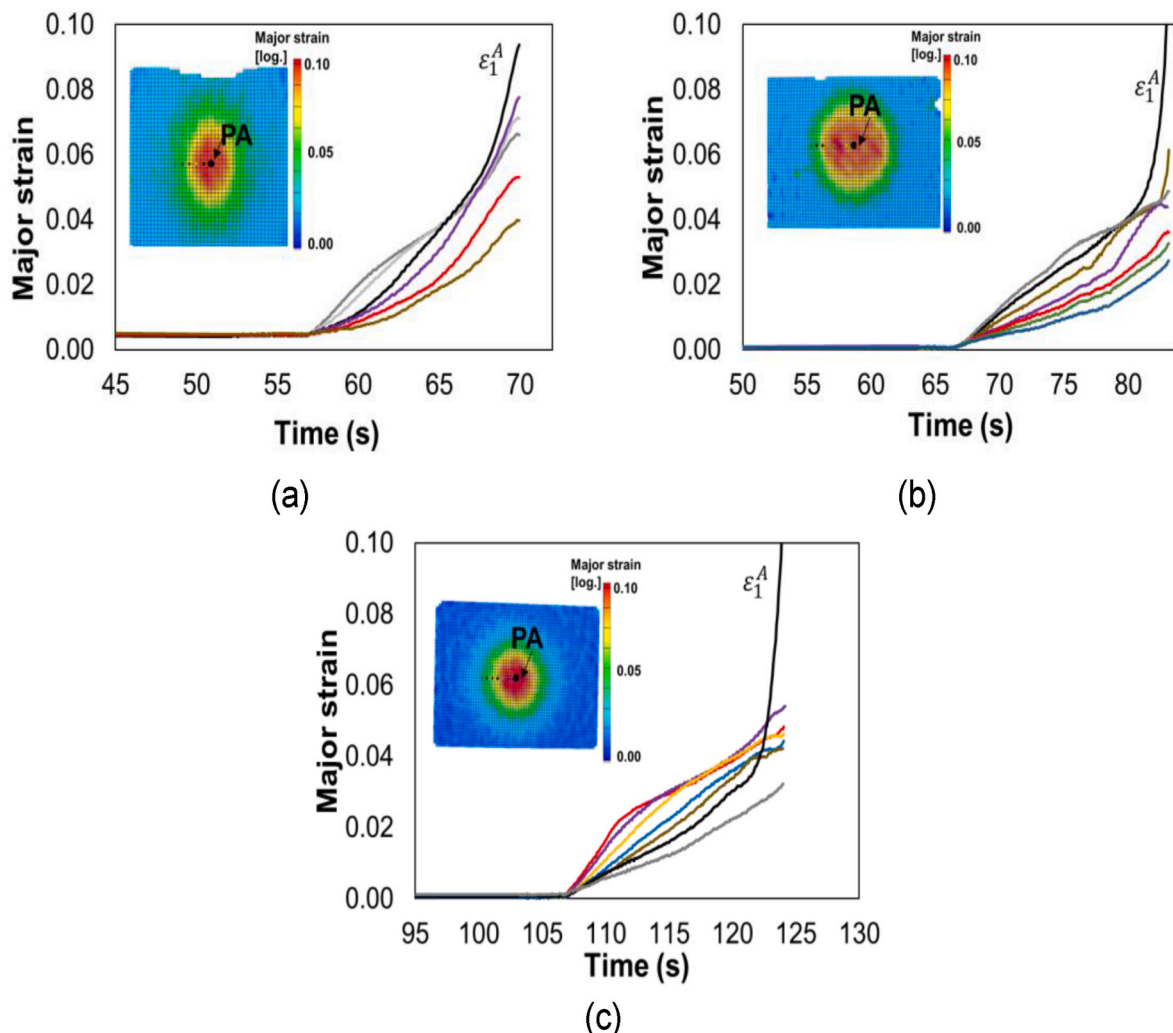 0.10
0.08
0.06
0.04
0.02
0.00
Major strain
Major strain
[log.]
0.10
0.05
0.00
PA
ε₁ᴬ
45 50 55 60 65 70
Time (s)
(a)
0.10
0.08
0.06
0.04
0.02
0.00
Major strain
Major strain
[log.]
0.10
0.05
0.00
PA
ε₁ᴬ
50 55 60 65 70 75 80
Time (s)
(b)
0.10
0.08
0.06
0.04
0.02
0.00
Major strain
Major strain
[log.]
0.10
0.05
0.00
PA
ε₁ᴬ
95 100 105 110 115 120 125 130
Time (s)
(c)